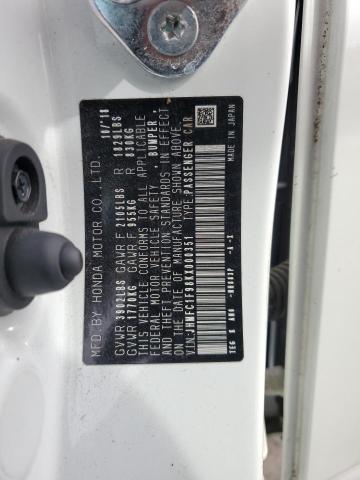 MFD.BY HONDA MOTOR CO., LTD. 10/'18
GVWR 3902LBS GAWR F 2105LBS R 1829LBS
GVWR 1770KG GAWR F 955KG R 830KG
THIS VEHICLE CONFORMS TO ALL APPLICABLE
FEDERAL MOTOR VEHICLE SAFETY BUMPER
& THEFT PREVENTION STANDARDS IN EFFECT
ON THE DATE OF MANUFACTURE SHOWN ABOVE.
V.I.N.:JHMFC1F98KX000351 TYPE:PASSENGER CAR
MADE IN JAPAN